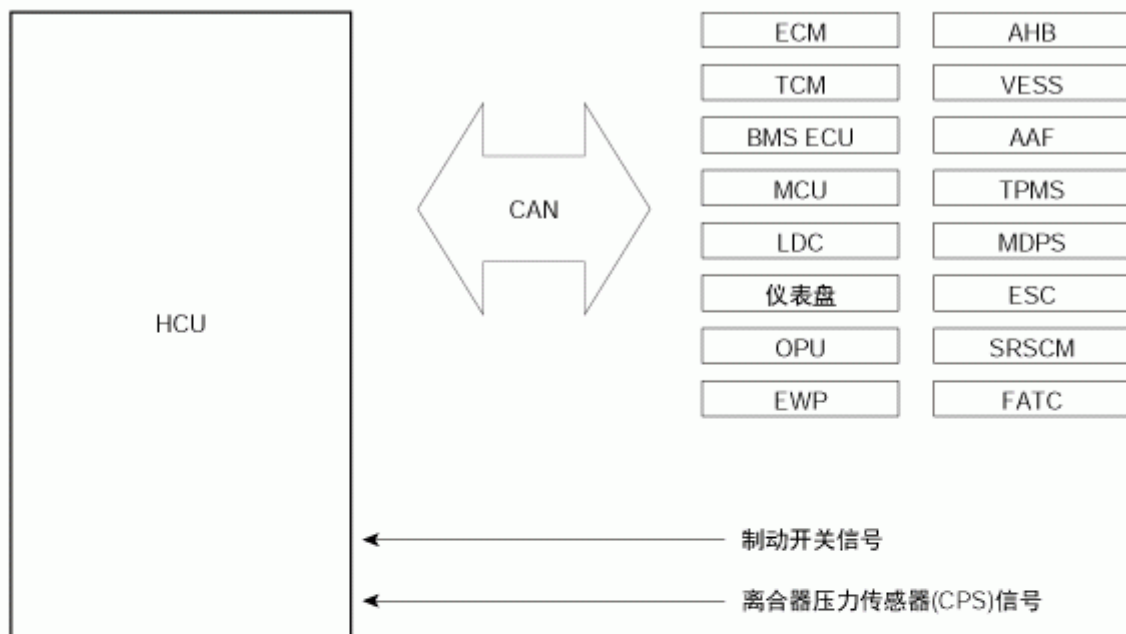 HCU
CAN
ECM
TCM
BMS ECU
MCU
LDC
仪表盘
OPU
EWP
AHB
VESS
AAF
TPMS
MDPS
ESC
SRSCM
FATC
制动开关信号
离合器压力传感器(CPS)信号